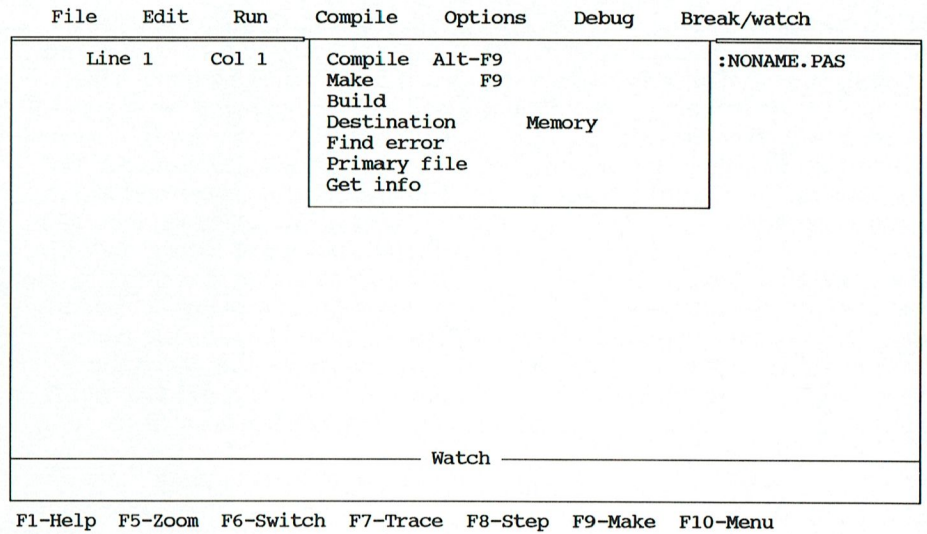 File Edit Run Compile Options Debug Break/watch
Line 1 Col 1 Compile Alt-F9 :NONAME.PAS
Make F9
Build
Destination Memory
Find error
Primary file
Get info
Watch
F1-Help F5-Zoom F6-Switch F7-Trace F8-Step F9-Make F10-Menu